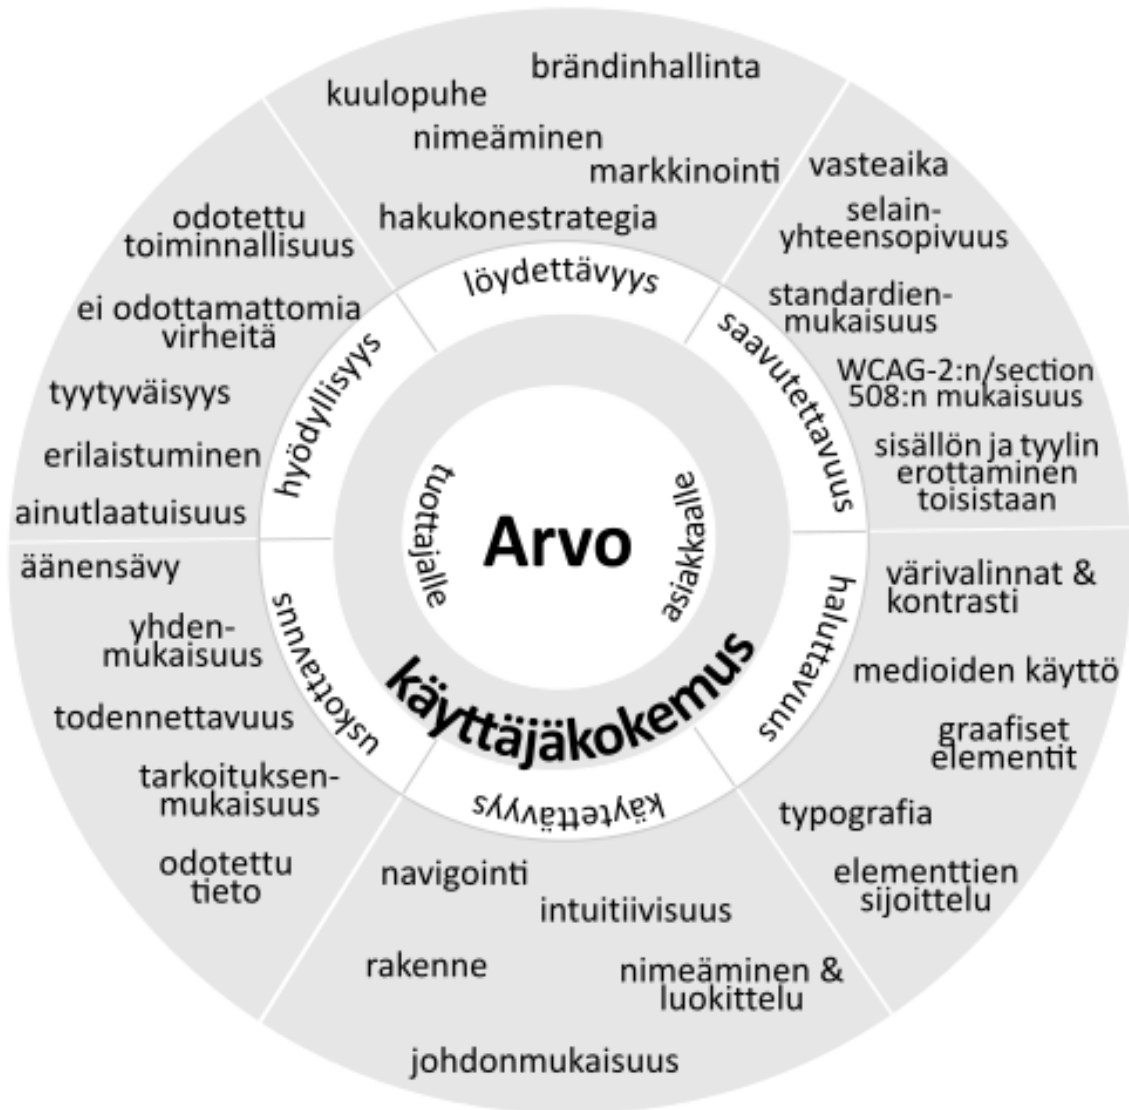 brändinhallinta
kuulopuhe
nimeäminen
markkinointi
hakukonestrategia
löydettävyys
vasteaika
selain-
yhteensopivuus
standardien-
mukaisuus
WCAG-2:n/section
508:n mukaisuus
sisällön ja tyylin
erottaminen
toisistaan
saavutettavuus
värivalinnat &
kontrasti
medioiden käyttö
graafiset
elementit
typografia
elementtien
sijoittelu
haluttavuus
käytettävyys
navigointi
intuitiivisuus
rakenne
nimeäminen &
luokittelu
johdonmukaisuus
uskottavuus
äänensävy
yhden-
mukaisuus
todennettavuus
tarkoituksen-
mukaisuus
odotettu
tieto
hyödyllisyys
odotettu
toiminnallisuus
ei odottamattomia
virheitä
tyytyväisyys
erilaistuminen
ainutlaatuisuus
tuottajalle
Arvo
asiakkaalle
käyttäjäkokemus